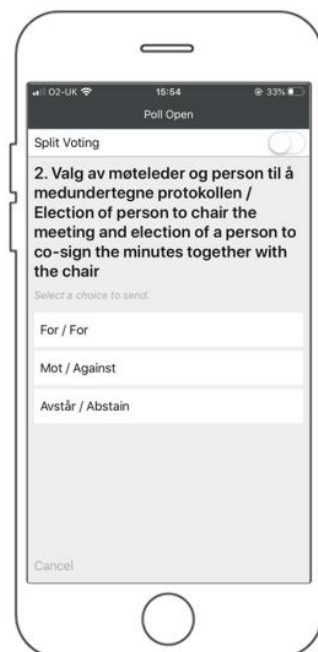 O2-UK 15:54 33%
Poll Open
Split Voting
2. Valg av møteleder og person til å
medundertegne protokollen /
Election of person to chair the
meeting and election of a person to
co-sign the minutes together with
the chair
Select a choice to send.
For / For
Mot / Against
Avstår / Abstain
Cancel